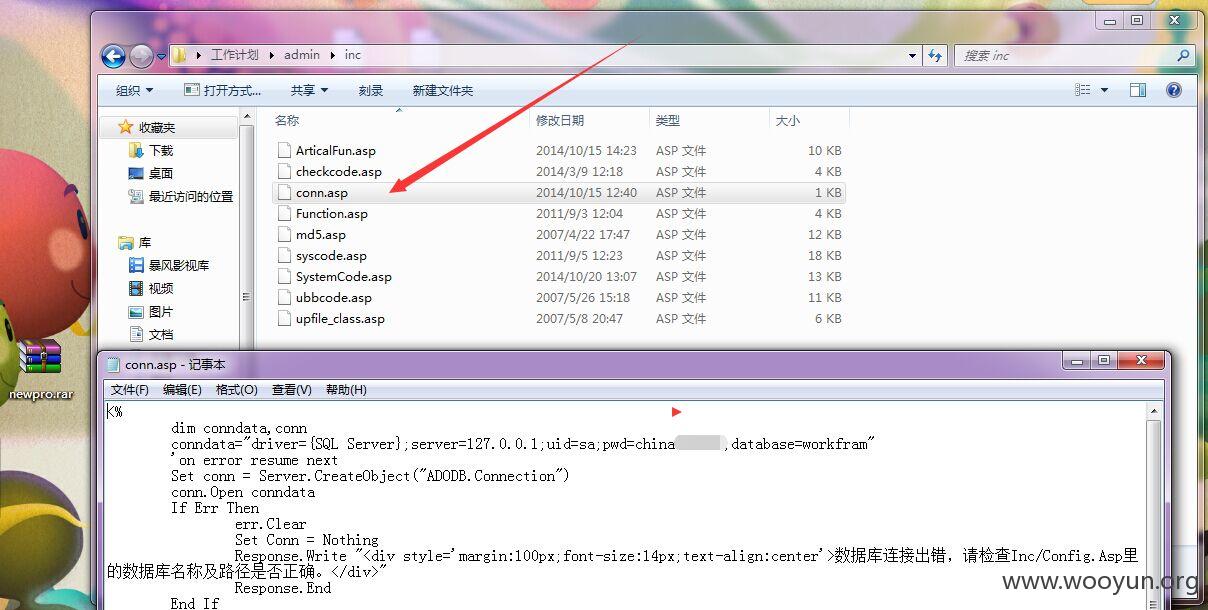 工作计划 admin inc
搜索 inc
组织 打开方式... 共享 刻录 新建文件夹
收藏夹
下载
桌面
最近访问的位置
库
暴风影视库
视频
图片
文档
名称 修改日期 类型 大小
ArticalFun.asp 2014/10/15 14:23 ASP 文件 10 KB
checkcode.asp 2014/3/9 12:18 ASP 文件 4 KB
conn.asp 2014/10/15 12:40 ASP 文件 1 KB
Function.asp 2011/9/3 12:04 ASP 文件 4 KB
md5.asp 2007/4/22 17:47 ASP 文件 12 KB
syscode.asp 2011/9/5 12:23 ASP 文件 18 KB
SystemCode.asp 2014/10/20 13:07 ASP 文件 13 KB
ubbcode.asp 2007/5/26 15:18 ASP 文件 11 KB
upfile_class.asp 2007/5/8 20:47 ASP 文件 6 KB
newpro.rar
conn.asp - 记事本
文件(F) 编辑(E) 格式(O) 查看(V) 帮助(H)
<%
dim conndata,conn
conndata="driver={SQL Server};server=127.0.0.1;uid=sa;pwd=china ,database=workfram"
'on error resume next
Set conn = Server.CreateObject("ADODB.Connection")
conn.Open conndata
If Err Then
err.Clear
Set Conn = Nothing
Response.Write "<div style='margin:100px;font-size:14px;text-align:center'>数据库连接出错，请检查Inc/Config.Asp里
的数据库名称及路径是否正确。</div>"
Response.End
End If
www.wooyun.org